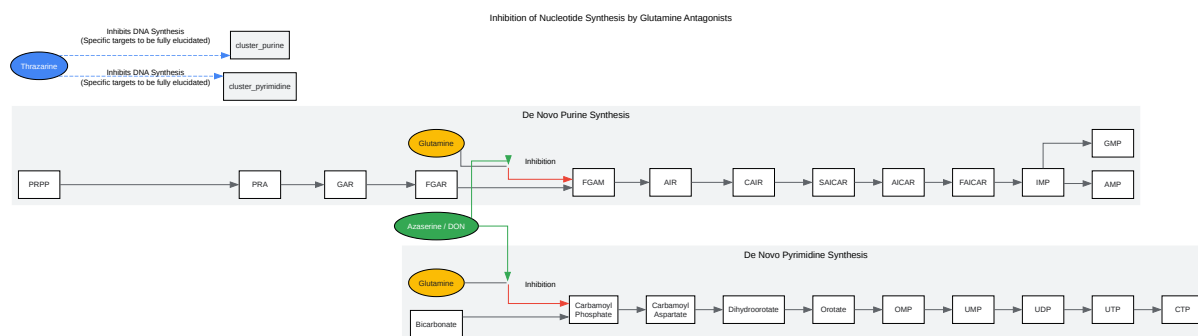 Inhibition of Nucleotide Synthesis by Glutamine Antagonists
Inhibits DNA Synthesis
(Specific targets to be fully elucidated)
cluster_purine
Thrazarine
Inhibits DNA Synthesis
(Specific targets to be fully elucidated)
cluster_pyrimidine
De Novo Purine Synthesis
Glutamine
Inhibition
GMP
PRPP
PRA
GAR
FGAR
FGAM
AIR
CAIR
SAICAR
AICAR
FAICAR
IMP
AMP
Azaserine / DON
De Novo Pyrimidine Synthesis
Glutamine
Inhibition
Bicarbonate
Carbamoyl
Phosphate
Carbamoyl
Aspartate
Dihydroorotate
Orotate
OMP
UMP
UDP
UTP
CTP